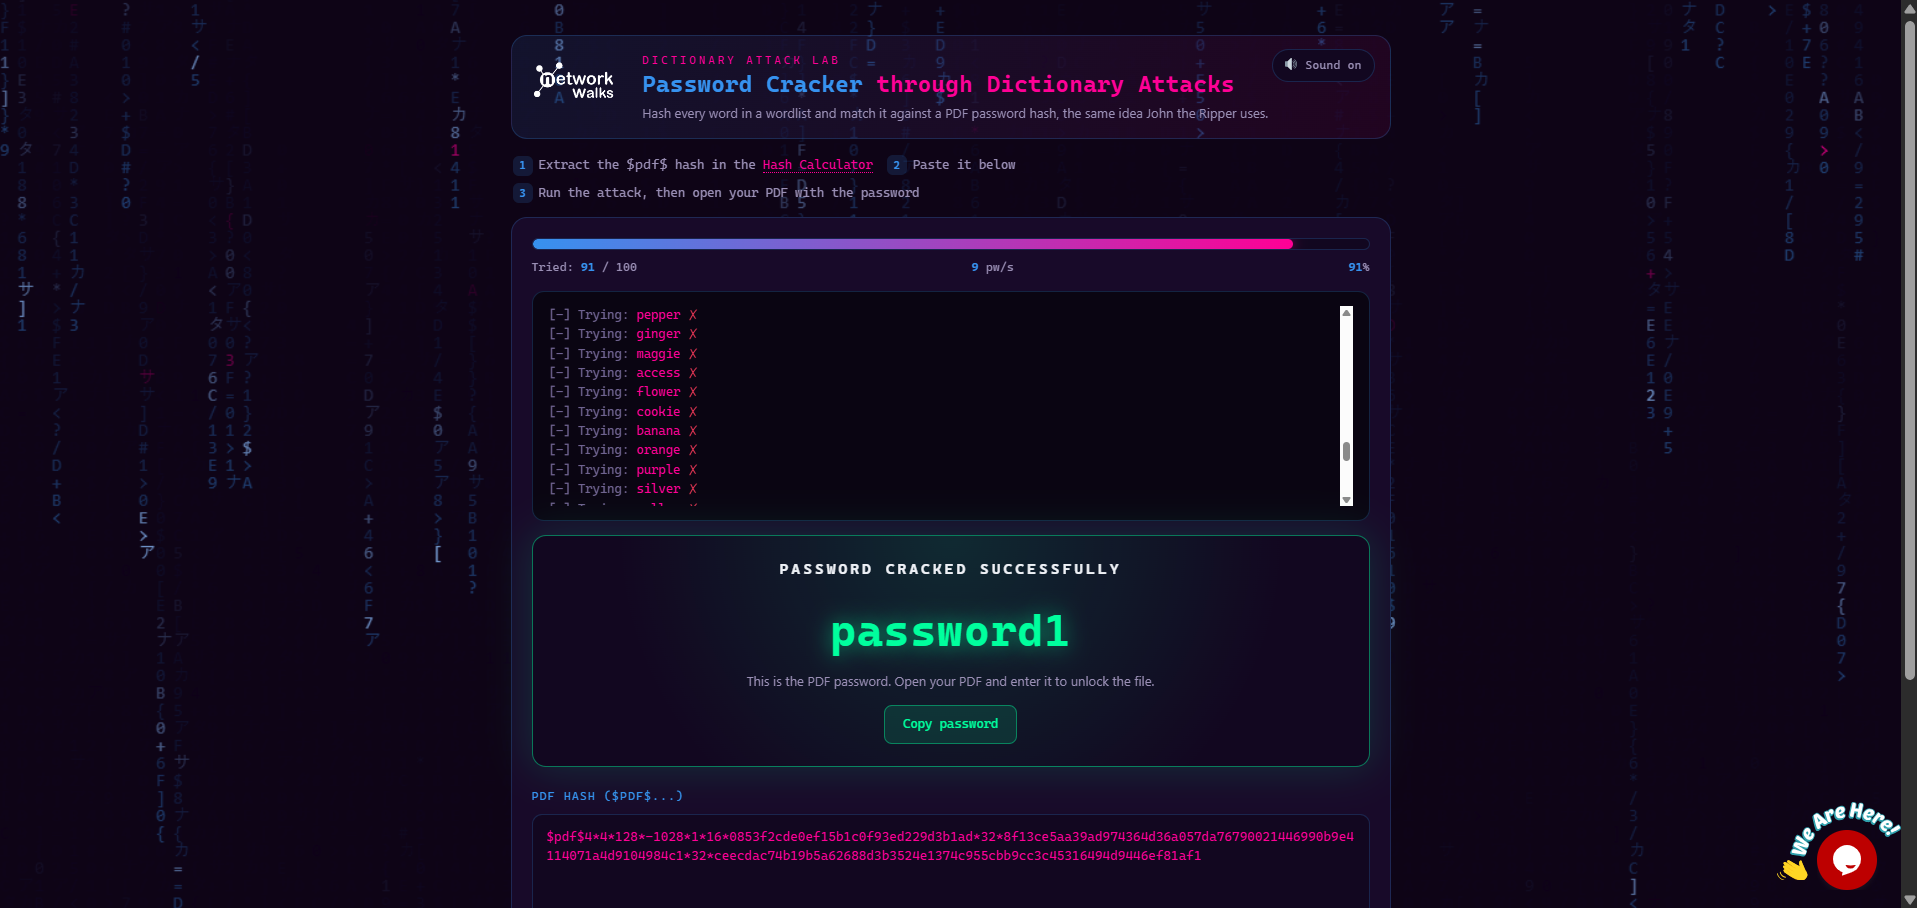 network
Walks
DICTIONARY ATTACK LAB
Password Cracker through Dictionary Attacks
Hash every word in a wordlist and match it against a PDF password hash, the same idea John the Ripper uses.
Sound on
1 Extract the $pdf$ hash in the Hash Calculator 2 Paste it below
3 Run the attack, then open your PDF with the password
Tried: 91 / 100 9 pw/s 91%
[-] Trying: pepper ✗
[-] Trying: ginger ✗
[-] Trying: maggie ✗
[-] Trying: access ✗
[-] Trying: flower ✗
[-] Trying: cookie ✗
[-] Trying: banana ✗
[-] Trying: orange ✗
[-] Trying: purple ✗
[-] Trying: silver ✗
PASSWORD CRACKED SUCCESSFULLY
password1
This is the PDF password. Open your PDF and enter it to unlock the file.
Copy password
PDF HASH ($PDF$...)
$pdf$4*4*128*-1028*1*16*0853f2cde0ef15b1c0f93ed229d3b1ad*32*8f13ce5aa39ad974364d36a057da76790021446990b9e4
114071a4d9104984c1*32*ceecdac74b19b5a62688d3b3524e1374c955cbb9cc3c45316494d9446ef81af1
We Are Here!